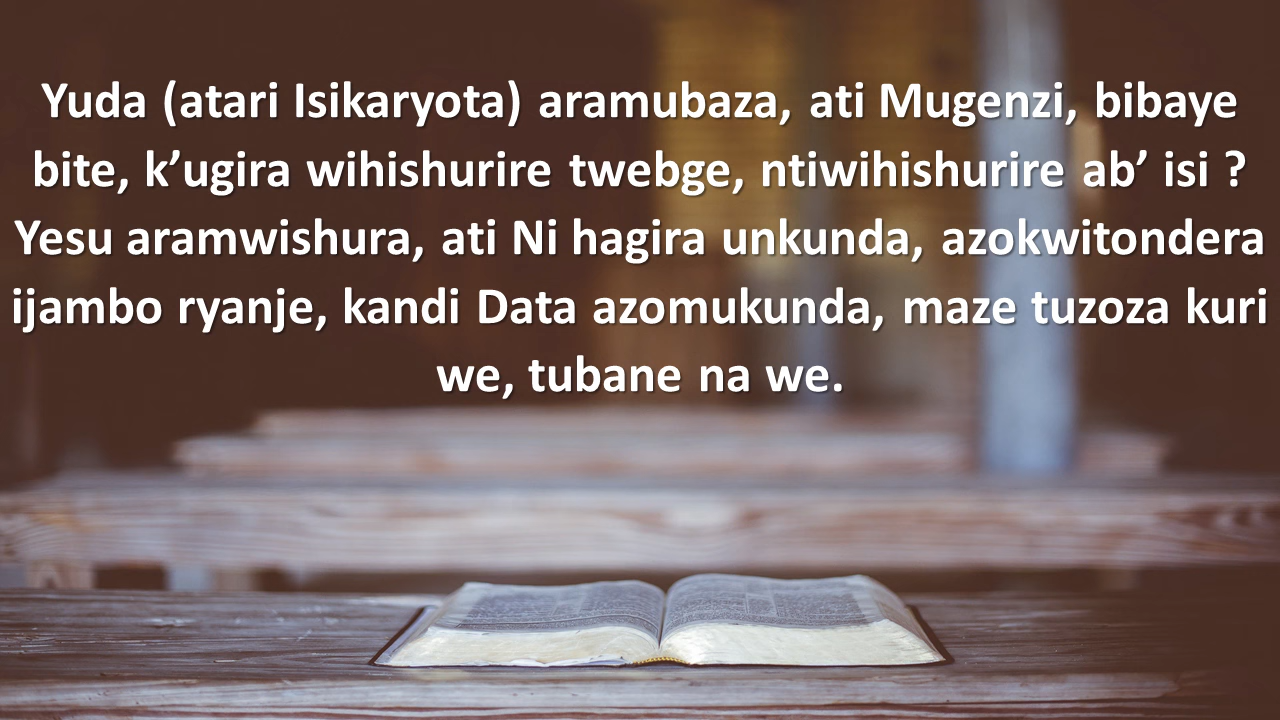 Yuda (atari Isikaryota) aramubaza, ati Mugenzi, bibaye
bite, k’ugira wihishurire twebge, ntiwihishurire ab’ isi ?
Yesu aramwishura, ati Ni hagira unkunda, azokwitondera
ijambo ryanje, kandi Data azomukunda, maze tuzoza kuri
we, tubane na we.